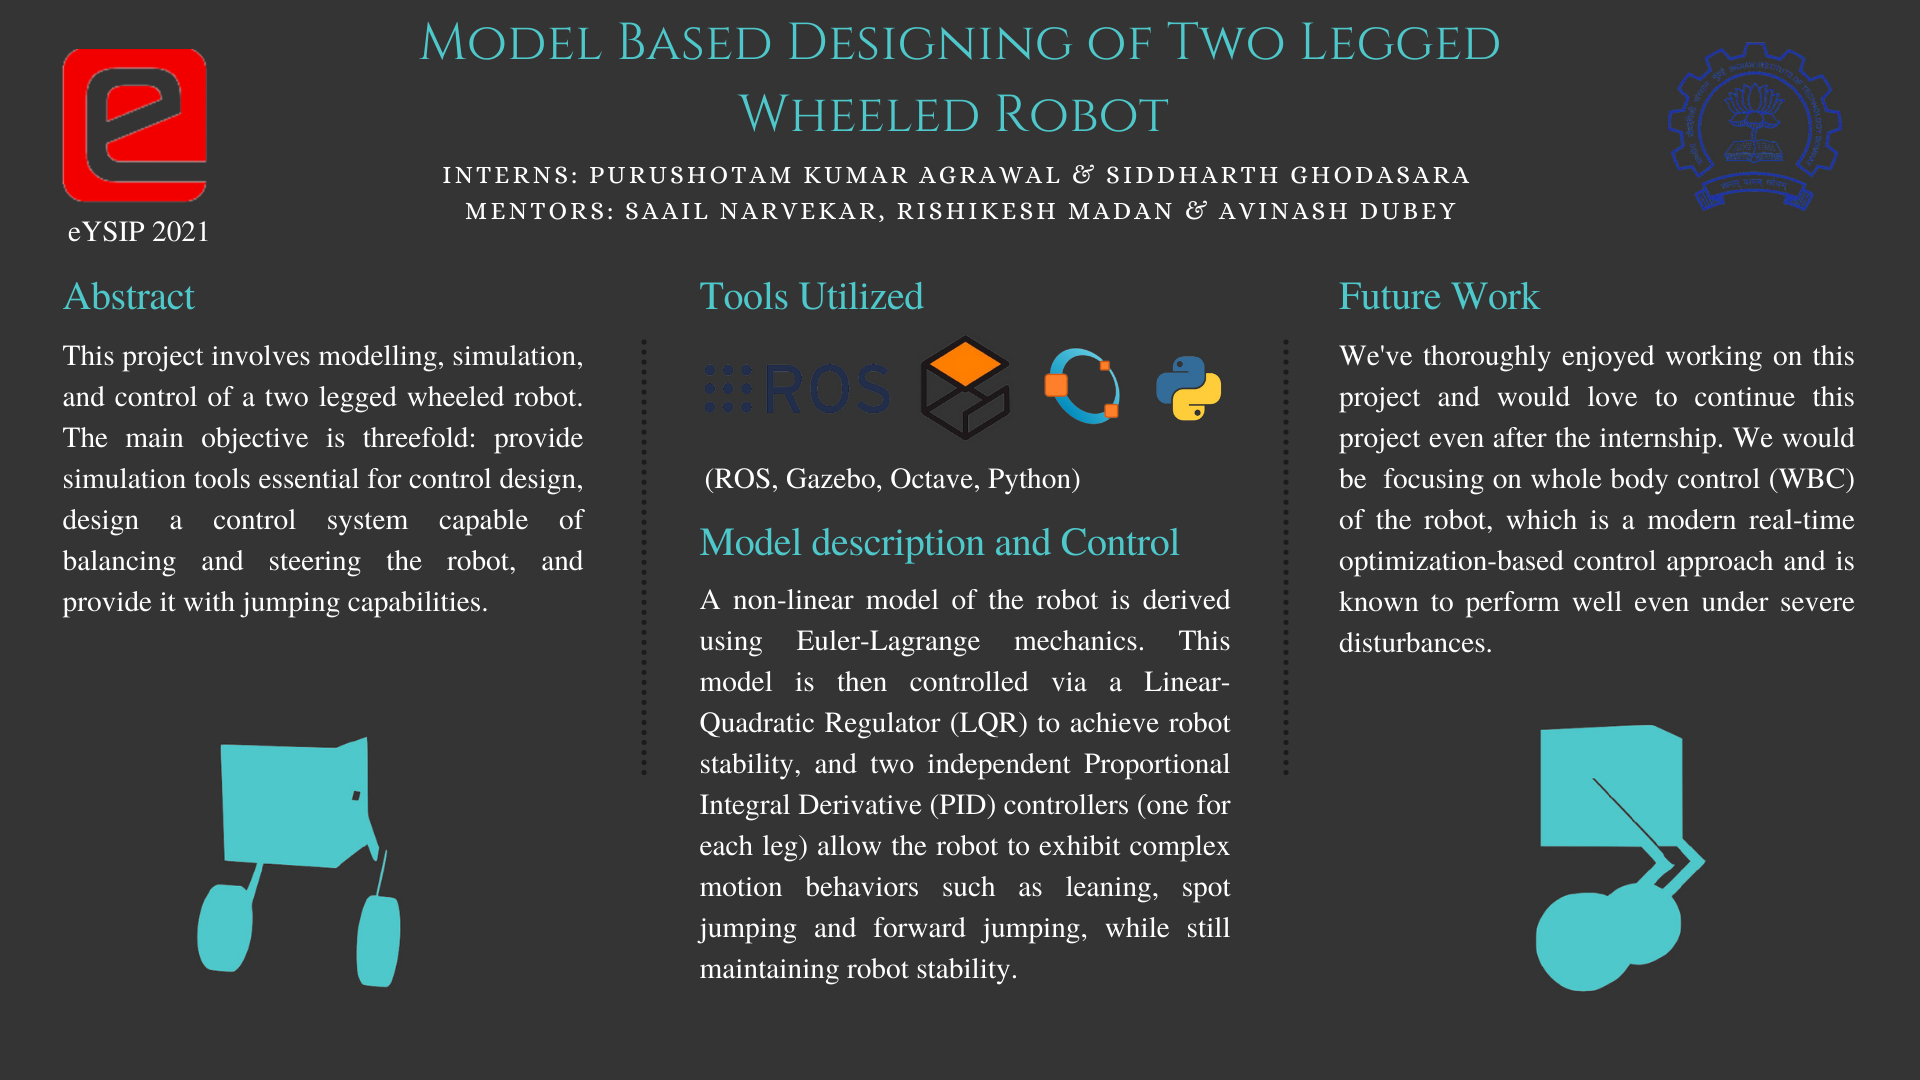 MODEL BASED DESIGNING OF TWO LEGGED
WHEELED ROBOT
INTERNS: PURUSHOTAM KUMAR AGRAWAL & SIDDHARTH GHODASARA
MENTORS: SAAIL NARVEKAR, RISHIKESH MADAN & AVINASH DUBEY
eYSIP 2021
Abstract
This project involves modelling, simulation,
and control of a two legged wheeled robot.
The main objective is threefold: provide
simulation tools essential for control design,
design a control system capable of
balancing and steering the robot, and
provide it with jumping capabilities.
Tools Utilized
ROS
(ROS, Gazebo, Octave, Python)
Model description and Control
A non-linear model of the robot is derived
using Euler-Lagrange mechanics. This
model is then controlled via a Linear-
Quadratic Regulator (LQR) to achieve robot
stability, and two independent Proportional
Integral Derivative (PID) controllers (one for
each leg) allow the robot to exhibit complex
motion behaviors such as leaning, spot
jumping and forward jumping, while still
maintaining robot stability.
Future Work
We've thoroughly enjoyed working on this
project and would love to continue this
project even after the internship. We would
be focusing on whole body control (WBC)
of the robot, which is a modern real-time
optimization-based control approach and is
known to perform well even under severe
disturbances.